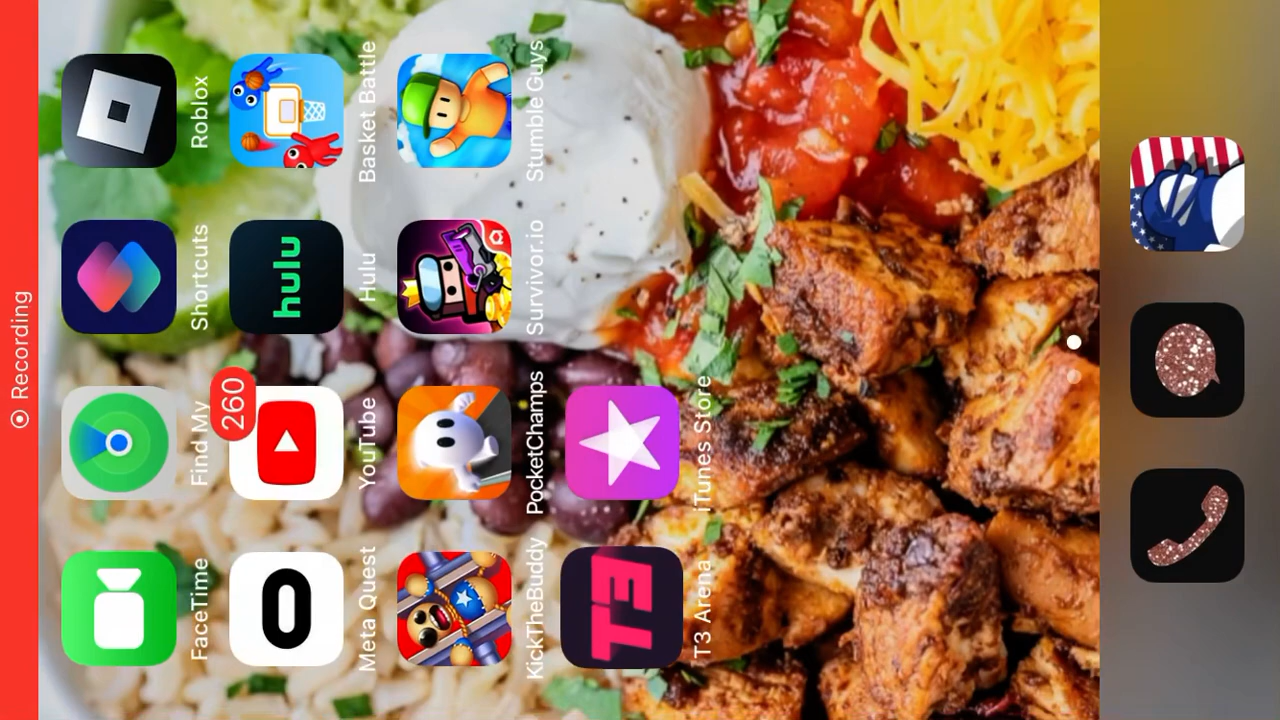 Recording
FaceTime Find My Shortcuts Roblox
260
hulu
Meta Quest YouTube Hulu Basket Battle
KickTheBuddy PocketChamps Survivor.io Stumble Guys
T3
T3 Arena iTunes Store